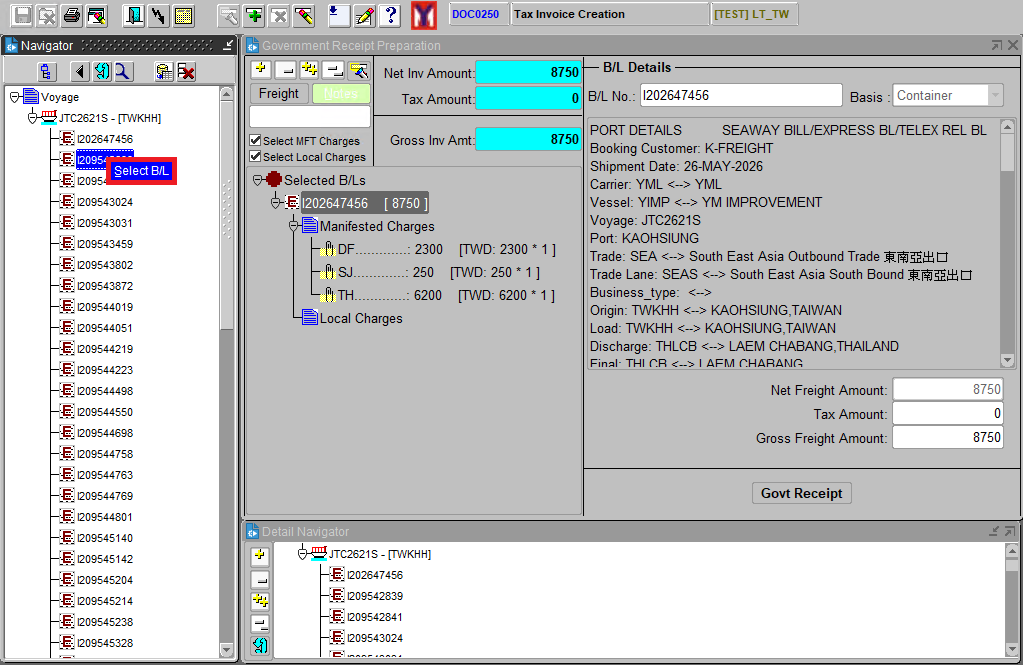 DOC0250
Tax Invoice Creation
[TEST] LT_TW
Navigator
Voyage
JTC2621S - [TWKHH]
I202647456
Select B/L
I209543024
I209543031
I209543459
I209543802
I209543872
I209544019
I209544051
I209544219
I209544223
I209544498
I209544550
I209544698
I209544758
I209544763
I209544769
I209544801
I209545140
I209545142
I209545204
I209545214
I209545238
I209545328
Government Receipt Preparation
Freight
Notes
Select MFT Charges
Select Local Charges
Net Inv Amount: 8750
Tax Amount: 0
Gross Inv Amt: 8750
Selected B/Ls
I202647456 [ 8750 ]
Manifested Charges
DF.............: 2300 [TWD: 2300 * 1 ]
SJ.............: 250 [TWD: 250 * 1 ]
TH.............: 6200 [TWD: 6200 * 1 ]
Local Charges
B/L Details
B/L No.: I202647456 Basis : Container
PORT DETAILS SEAWAY BILL/EXPRESS BL/TELEX REL BL
Booking Customer: K-FREIGHT
Shipment Date: 26-MAY-2026
Carrier: YML <--> YML
Vessel: YIMP <--> YM IMPROVEMENT
Voyage: JTC2621S
Port: KAOHSIUNG
Trade: SEA <--> South East Asia Outbound Trade 東南亞出口
Trade Lane: SEAS <--> South East Asia South Bound 東南亞出口
Business_type: <-->
Origin: TWKHH <--> KAOHSIUNG,TAIWAN
Load: TWKHH <--> KAOHSIUNG,TAIWAN
Discharge: THLCB <--> LAEM CHABANG,THAILAND
Final: THLCB <--> LAEM CHABANG
Net Freight Amount: 8750
Tax Amount: 0
Gross Freight Amount: 8750
Govt Receipt
Detail Navigator
JTC2621S - [TWKHH]
I202647456
I209542839
I209542841
I209543024